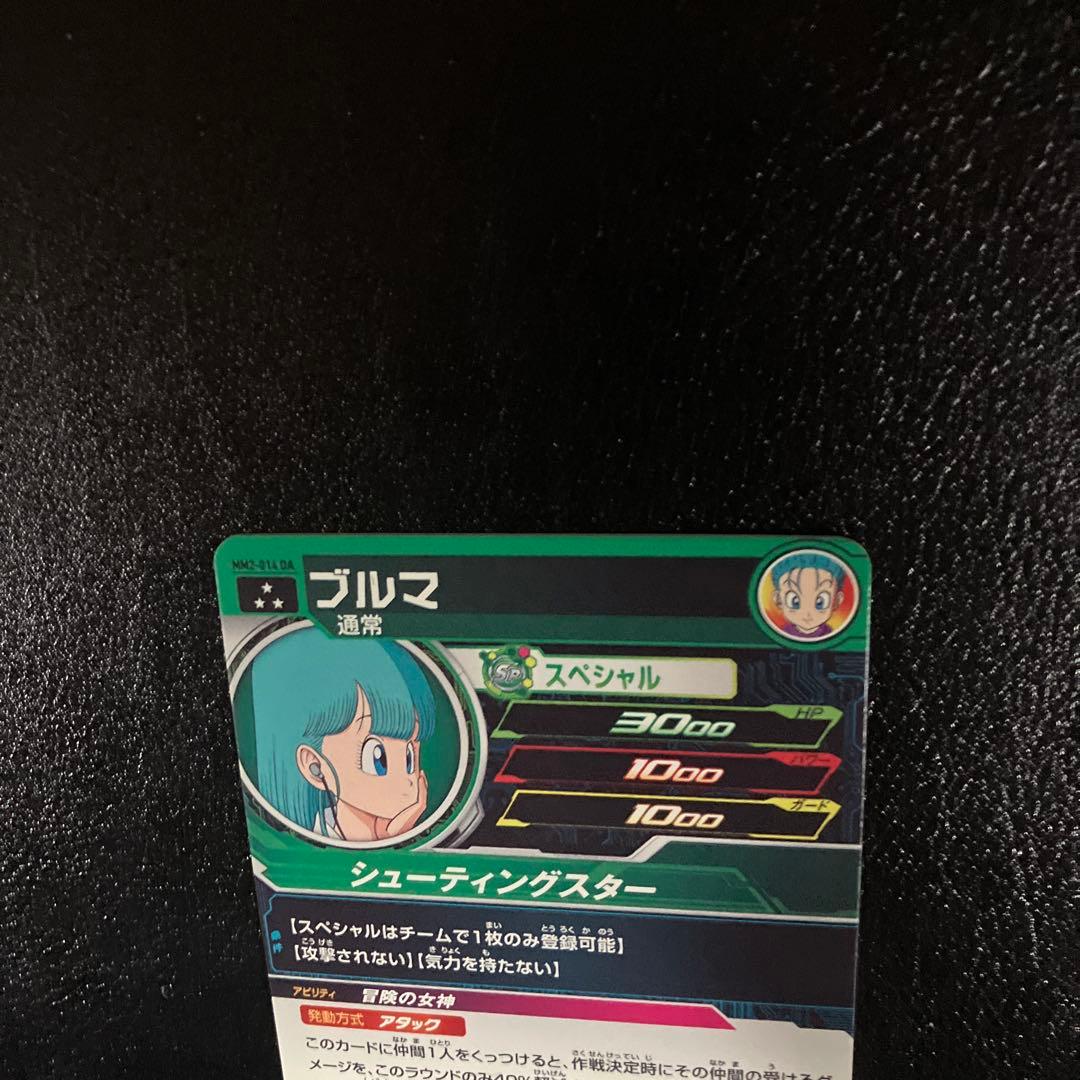 MM2-014 DA
ブルマ
通常
SP スペシャル
HP
3000
パワー
1000
ガード
1000
シューティングスター
条件
【スペシャルはチームで1枚のみ登録可能】
【攻撃されない】【気力を持たない】
アビリティ 冒険の女神
発動方式 アタック
このカードに仲間1人をくっつけると、作戦決定時にその仲間の受けるダ
メージを、このラウンドのみ40%